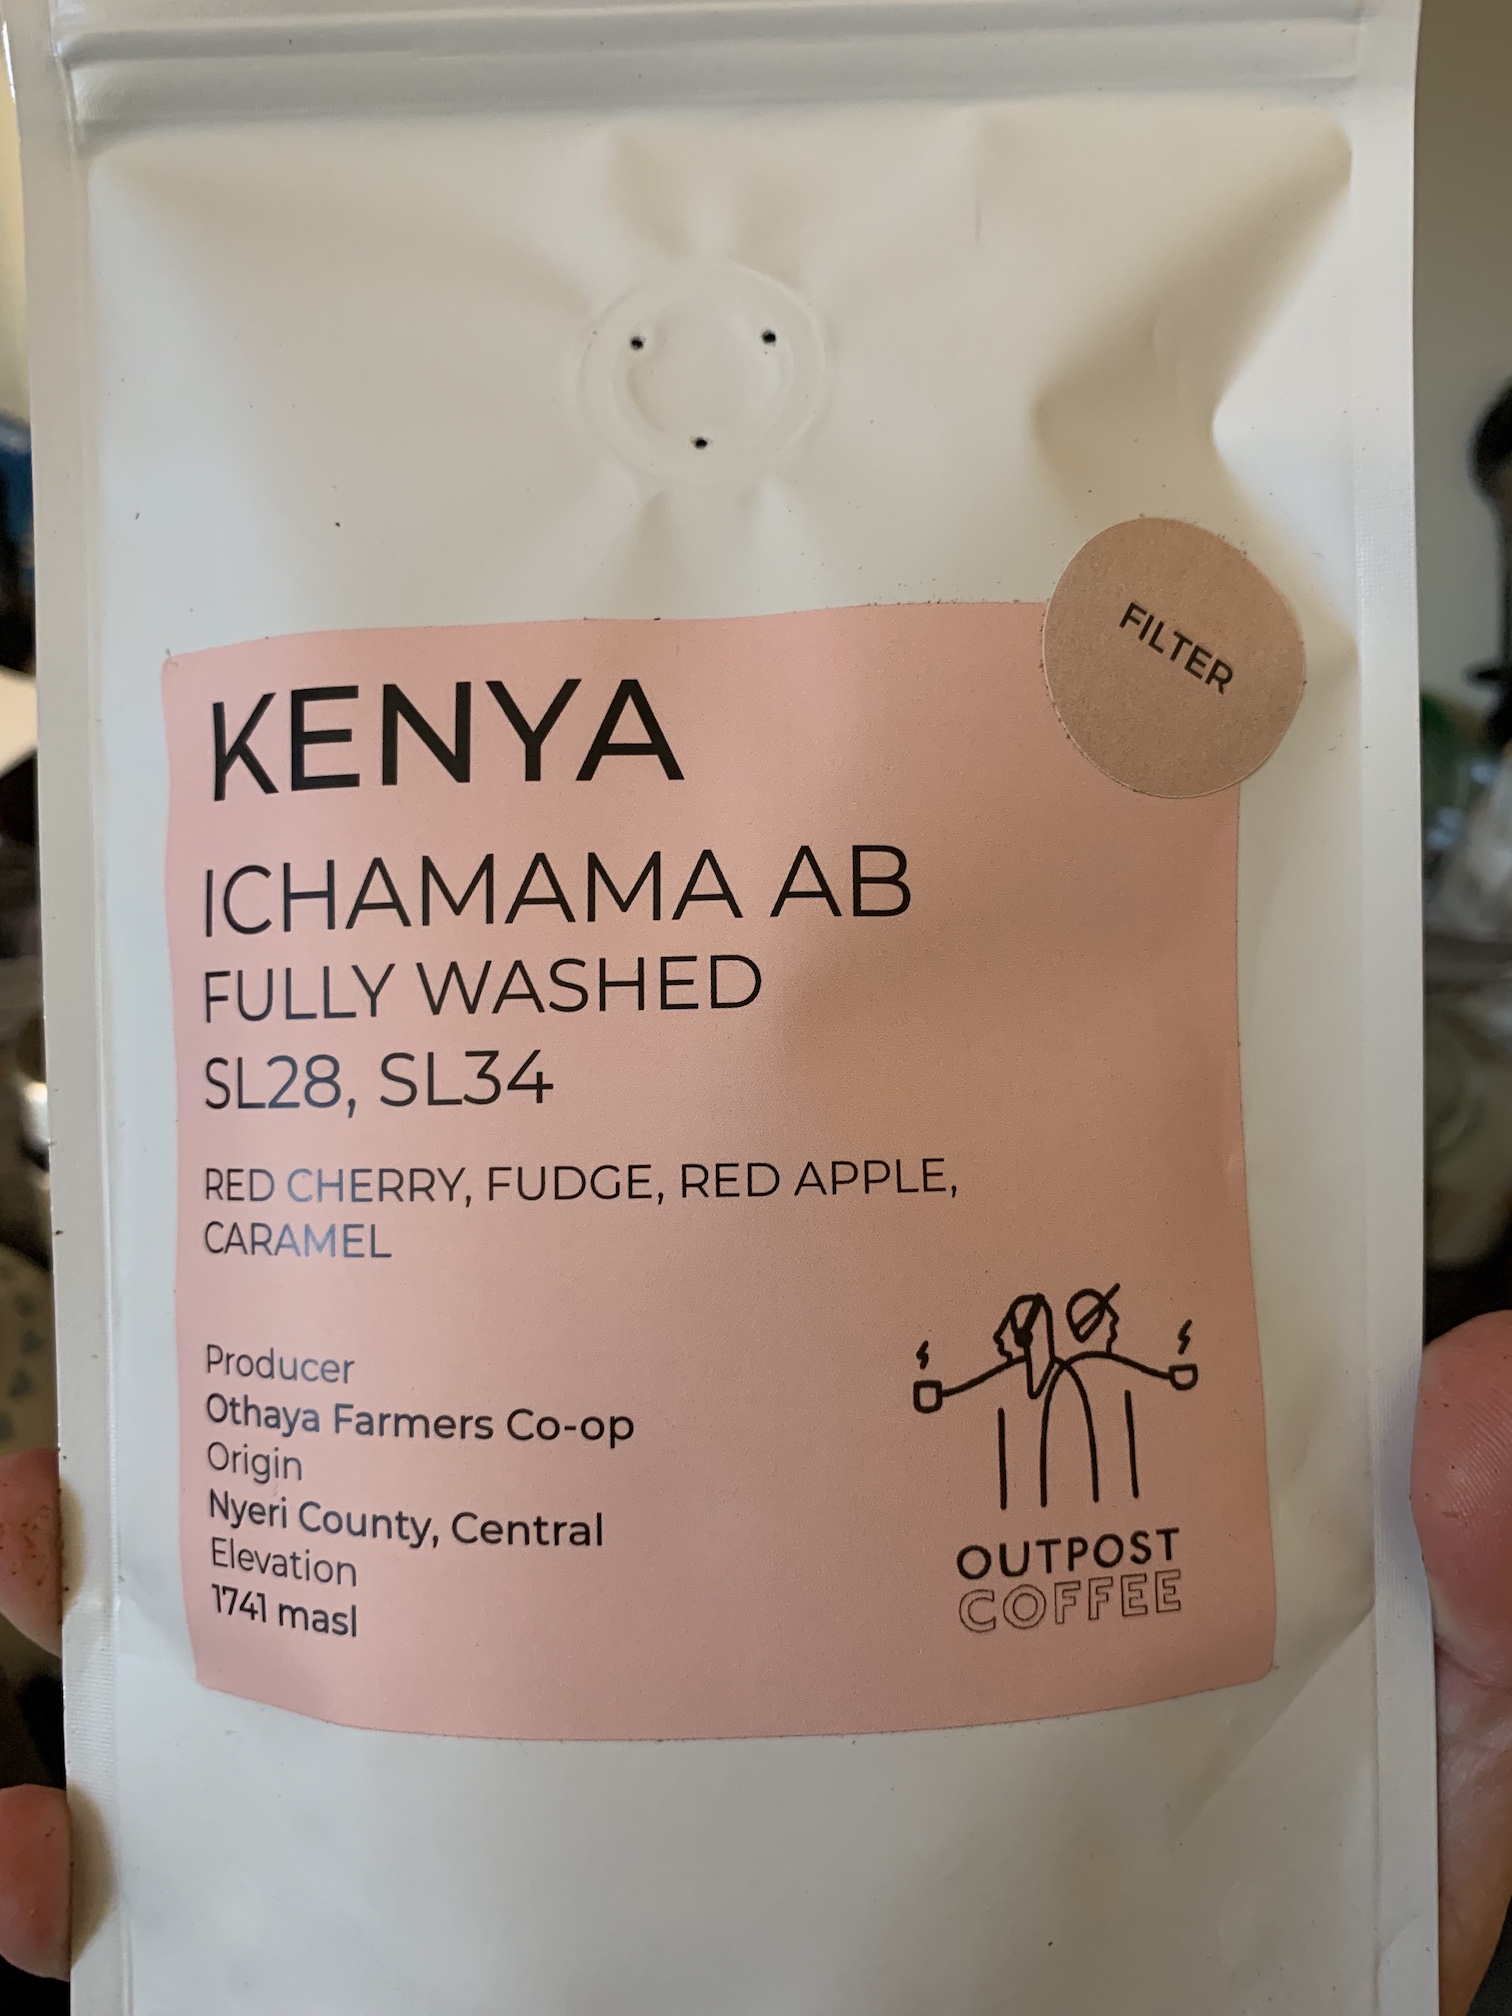 FILTER
KENYA
ICHAMAMA AB
FULLY WASHED
SL28, SL34
RED CHERRY, FUDGE, RED APPLE,
CARAMEL
Producer
Othaya Farmers Co-op
Origin
Nyeri County, Central
Elevation
1741 masl
OUTPOST
COFFEE